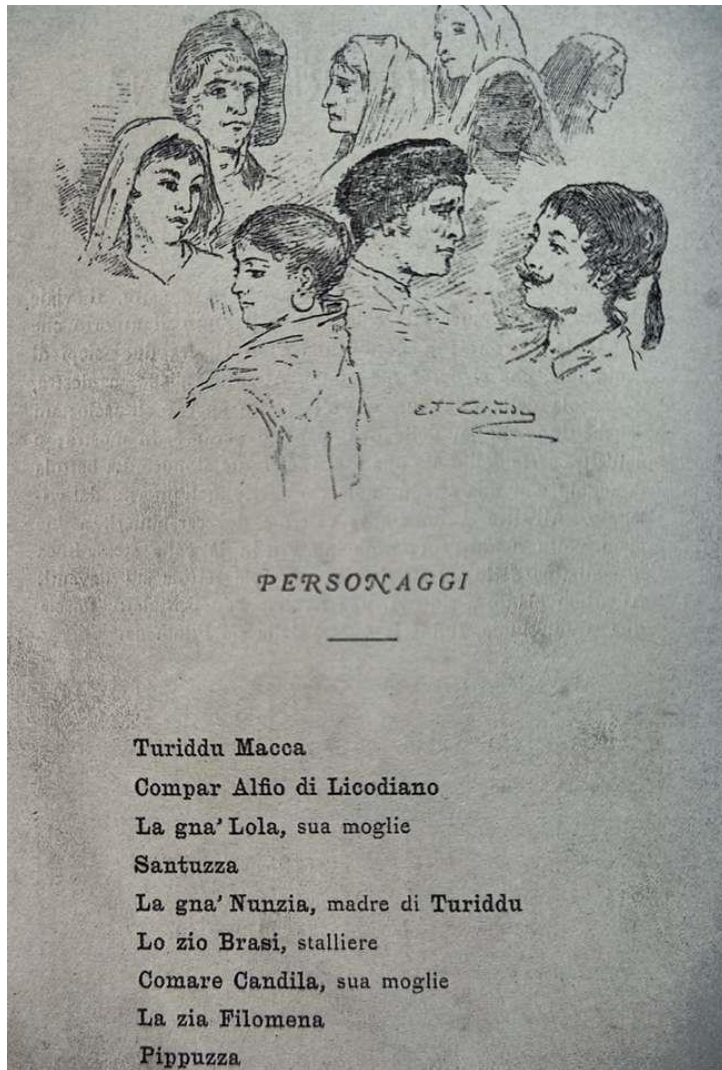 PERSONAGGI
Turiddu Macca
Compar Alfio di Licodiano
La gna' Lola, sua moglie
Santuzza
La gna' Nunzia, madre di Turiddu
Lo zio Brasi, stalliere
Comare Candila, sua moglie
La zia Filomena
Pippuzza